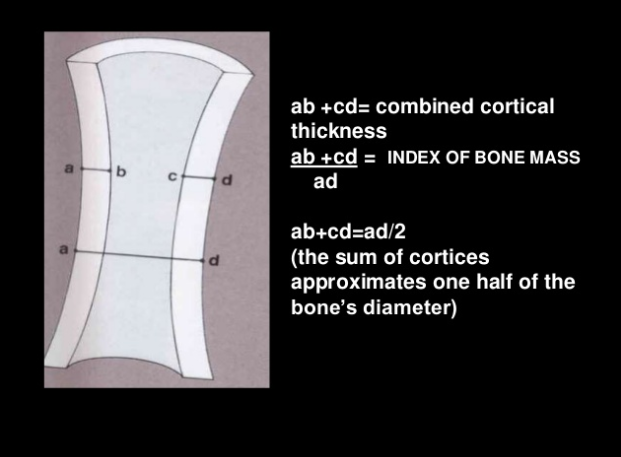 a b c d
a d
ab +cd= combined cortical
thickness
ab +cd = INDEX OF BONE MASS
ad
ab+cd=ad/2
(the sum of cortices
approximates one half of the
bone's diameter)